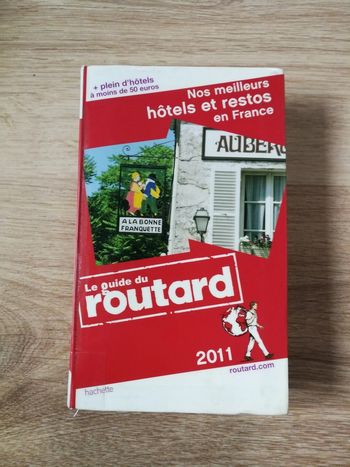 + plein d'hôtels
à moins de 50 euros
Nos meilleurs
hôtels et restos
en France
AUBERG
A LA BONNE
FRANQUETTE
Le guide du
routard
2011
routard.com
hachette